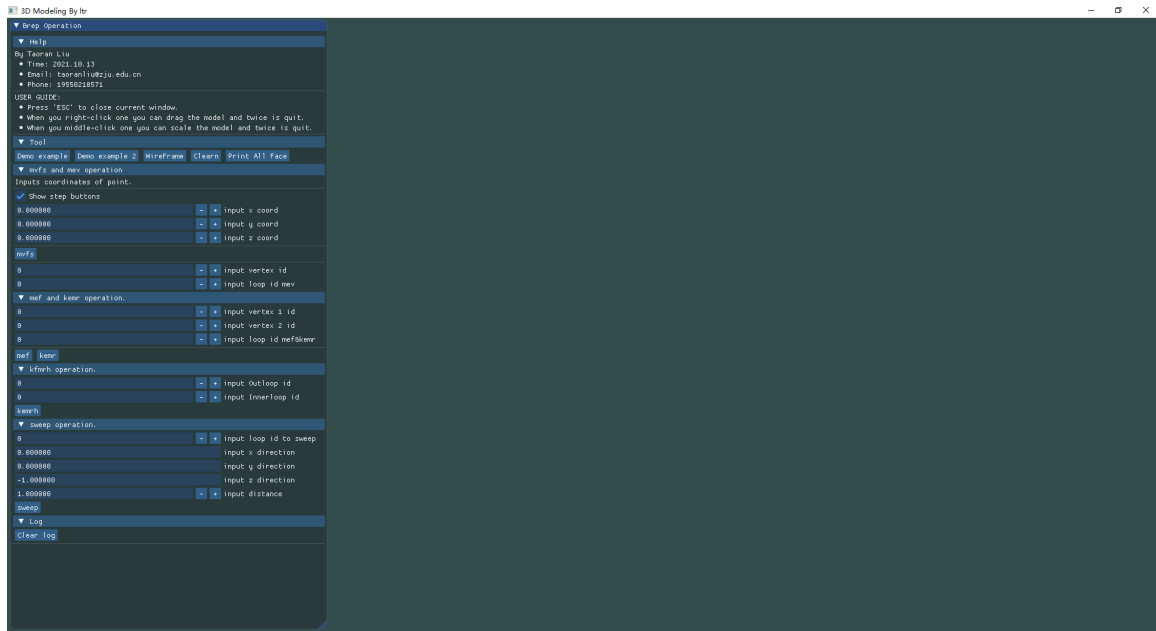 3D Modeling By ltr
Brep Operation
Help
By Taoran Liu
Time: 2021.10.13
Email: taoranliu@zju.edu.cn
Phone: 19550218571
USER GUIDE:
Press 'ESC' to close current window.
When you right-click one you can drag the model and twice is quit.
When you middle-click one you can scale the model and twice is quit.
Tool
Demo example Demo example 2 WireFrame Clearn Print All Face
mvfs and mev operation
Inputs coordinates of point.
Show step buttons
0.000000 - + input x coord
0.000000 - + input y coord
0.000000 - + input z coord
mvfs
0 - + input vertex id
0 - + input loop id mev
mef and kemr operation.
0 - + input vertex 1 id
0 - + input vertex 2 id
0 - + input loop id mef&kemr
mef kemr
kfmrh operation.
0 - + input Outloop id
0 - + input Innerloop id
kemrh
sweep operation.
0 - + input loop id to sweep
0.000000 input x direction
0.000000 input y direction
-1.000000 input z direction
1.000000 - + input distance
sweep
Log
Clear log